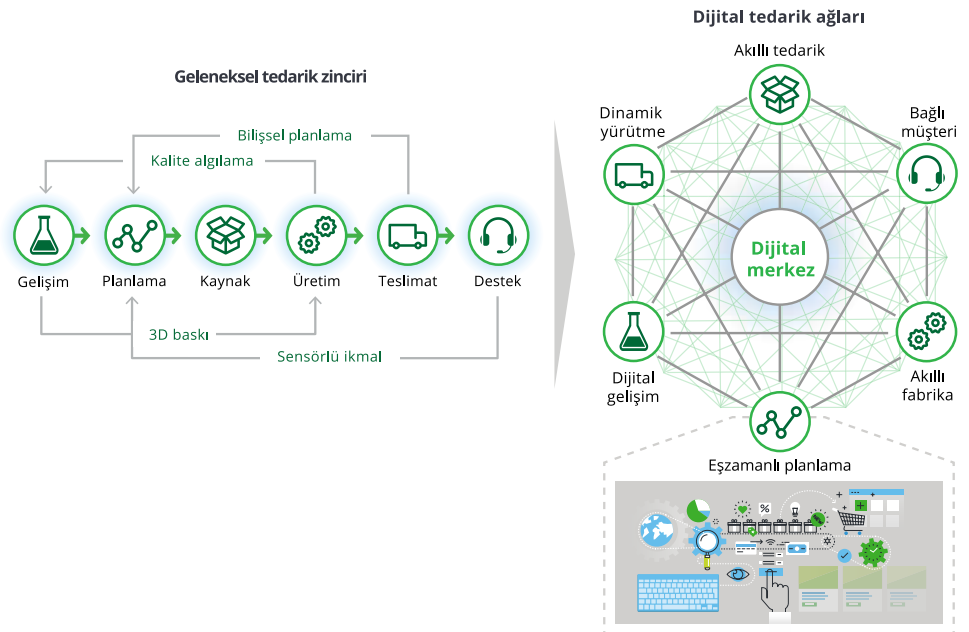 Dijital tedarik ağları
Geleneksel tedarik zinciri
Bilişsel planlama
Kalite algılama
Gelişim
Planlama
Kaynak
Üretim
Teslimat
Destek
3D baskı
Sensörlü ikmal
Akıllı tedarik
Dinamik
yürütme
Bağlı
müşteri
Dijital
merkez
Dijital
gelişim
Akıllı
fabrika
Eşzamanlı planlama
%